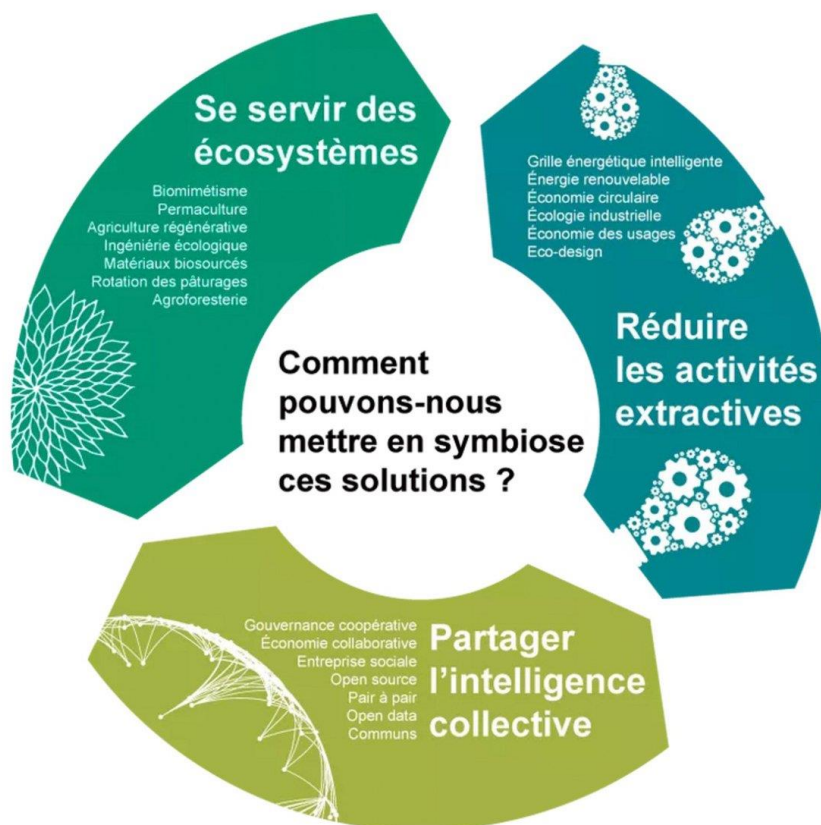 Se servir des
écosystèmes
Biomimétisme
Permaculture
Agriculture régénérative
Ingéniérie écologique
Matériaux biosourcés
Rotation des pâturages
Agroforesterie
Grille énergétique intelligente
Énergie renouvelable
Économie circulaire
Écologie industrielle
Économie des usages
Eco-design
Réduire
les activités
extractives
Comment
pouvons-nous
mettre en symbiose
ces solutions ?
Gouvernance coopérative
Économie collaborative
Entreprise sociale
Open source
Pair à pair
Open data
Communs
Partager
l'intelligence
collective